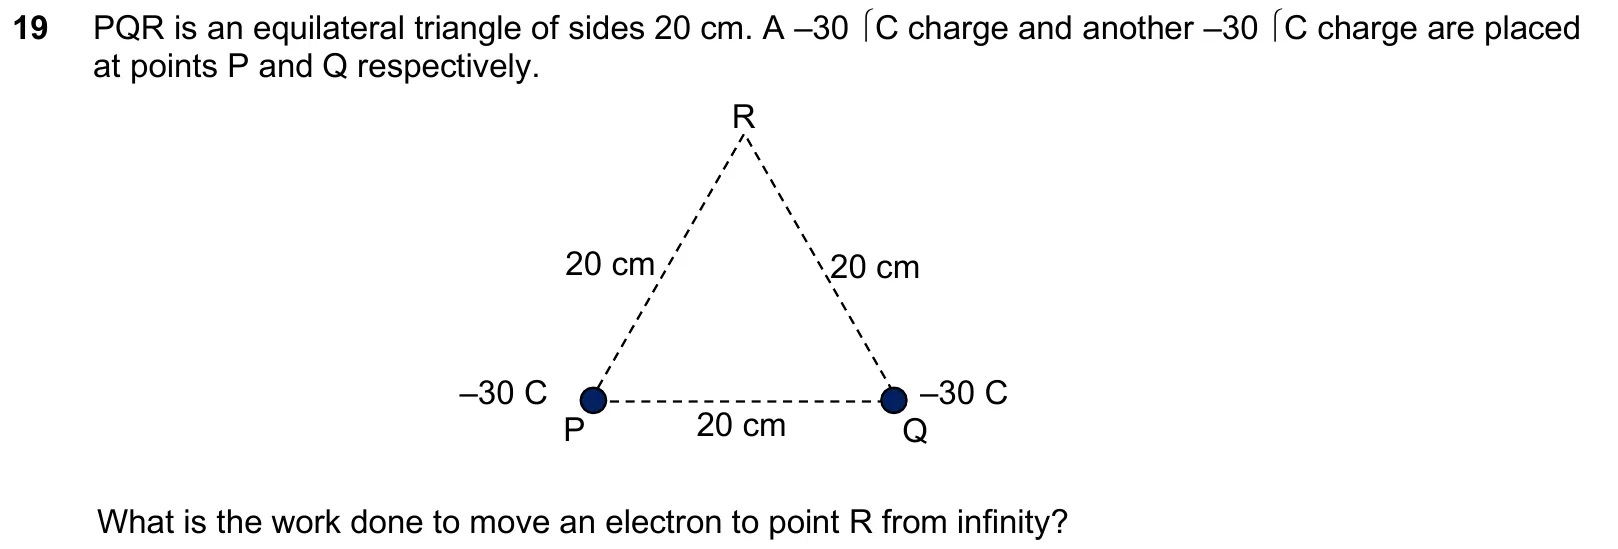 19 PQR is an equilateral triangle of sides 20 cm. A –30 ⌠C charge and another –30 ⌠C charge are placed
at points P and Q respectively.
R
20 cm
20 cm
–30 C
–30 C
P
20 cm
Q
What is the work done to move an electron to point R from infinity?